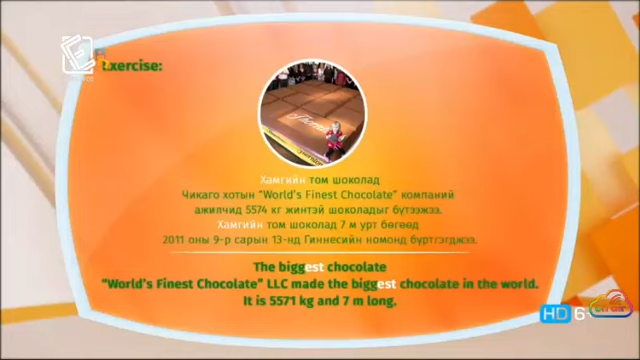 Exercise:
Хамгийн том шоколад
Чикаго хотын “World’s Finest Chocolate” компаний
ажилчид 5574 кг жинтэй шоколадыг бүтээжээ.
Хамгийн том шоколад 7 м урт бөгөөд
2011 оны 9-р сарын 13-нд Гиннесийн номонд бүртгэгджээ.
The biggest chocolate
“World’s Finest Chocolate” LLC made the biggest chocolate in the world.
It is 5571 kg and 7 m long.
HD